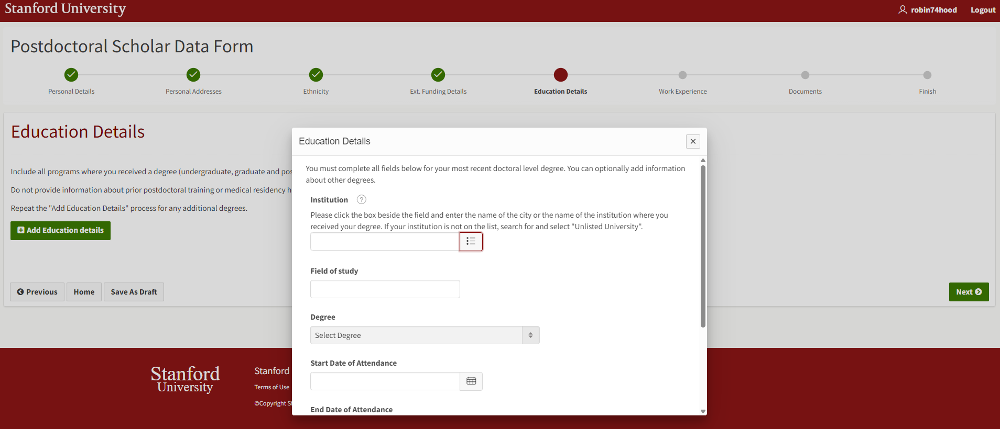 Stanford University
robin74hood
Logout
Postdoctoral Scholar Data Form
Personal Details
Personal Addresses
Ethnicity
Ext. Funding Details
Education Details
Work Experience
Documents
Finish
Education Details
Include all programs where you received a degree (undergraduate, graduate and pos
Do not provide information about prior postdoctoral training or medical residency h
Repeat the "Add Education Details" process for any additional degrees.
Add Education details
Previous
Home
Save As Draft
Next
Education Details
You must complete all fields below for your most recent doctoral level degree. You can optionally add information
about other degrees.
Institution ?
Please click the box beside the field and enter the name of the city or the name of the institution where you
received your degree. If your institution is not on the list, search for and select "Unlisted University".
Field of study
Degree
Select Degree
Start Date of Attendance
End Date of Attendance
Stanford
University
Stanford
Terms of Use
©Copyright St